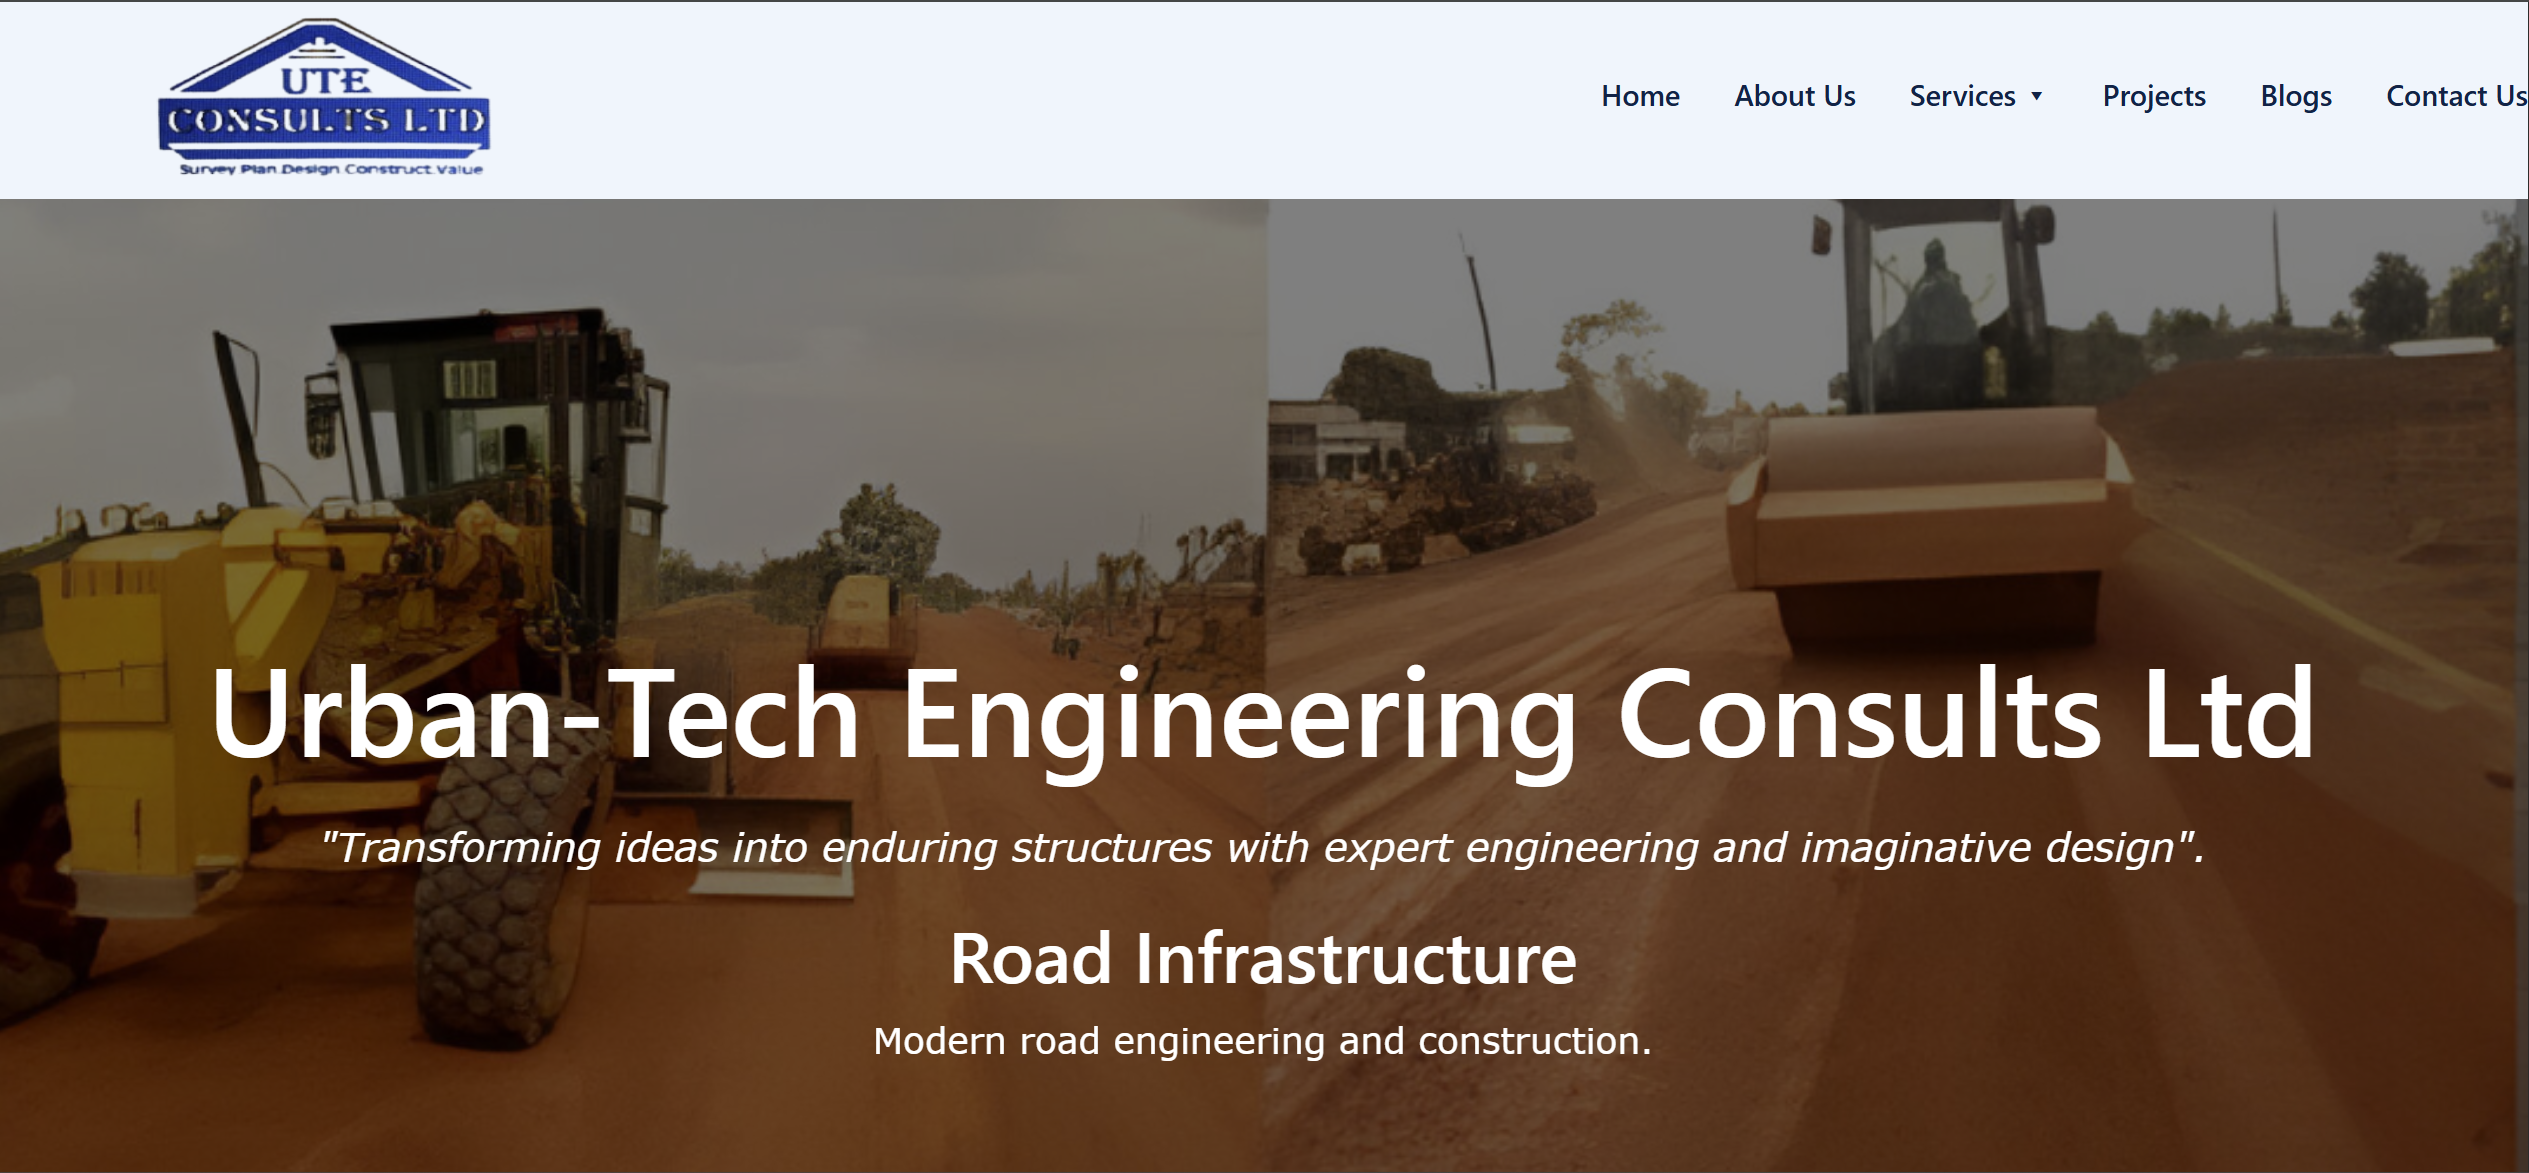 UTE
CONSULTS LTD
Survey Plan Design Construct Value
Home About Us Services Projects Blogs Contact Us
Urban-Tech Engineering Consults Ltd
"Transforming ideas into enduring structures with expert engineering and imaginative design".
Road Infrastructure
Modern road engineering and construction.